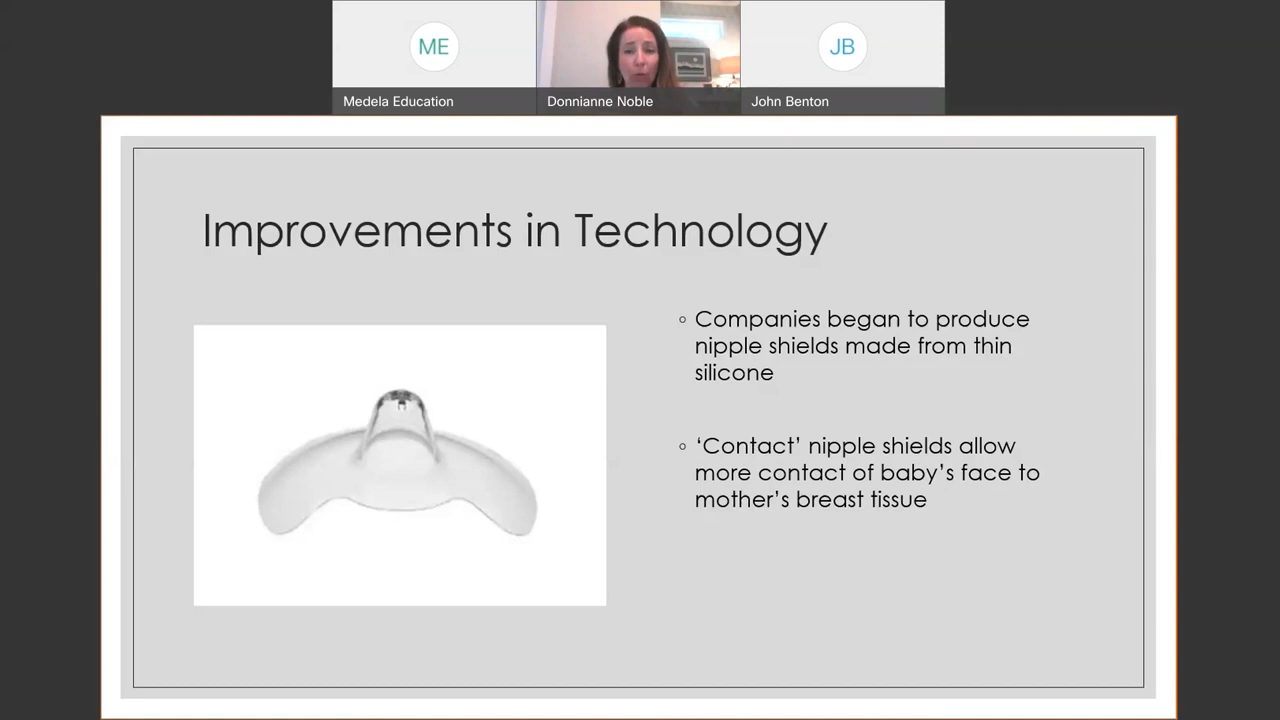 ME
JB
Medela Education
Donnianne Noble
John Benton
Improvements in Technology
◦ Companies began to produce
nipple shields made from thin
silicone
◦ ‘Contact’ nipple shields allow
more contact of baby’s face to
mother’s breast tissue